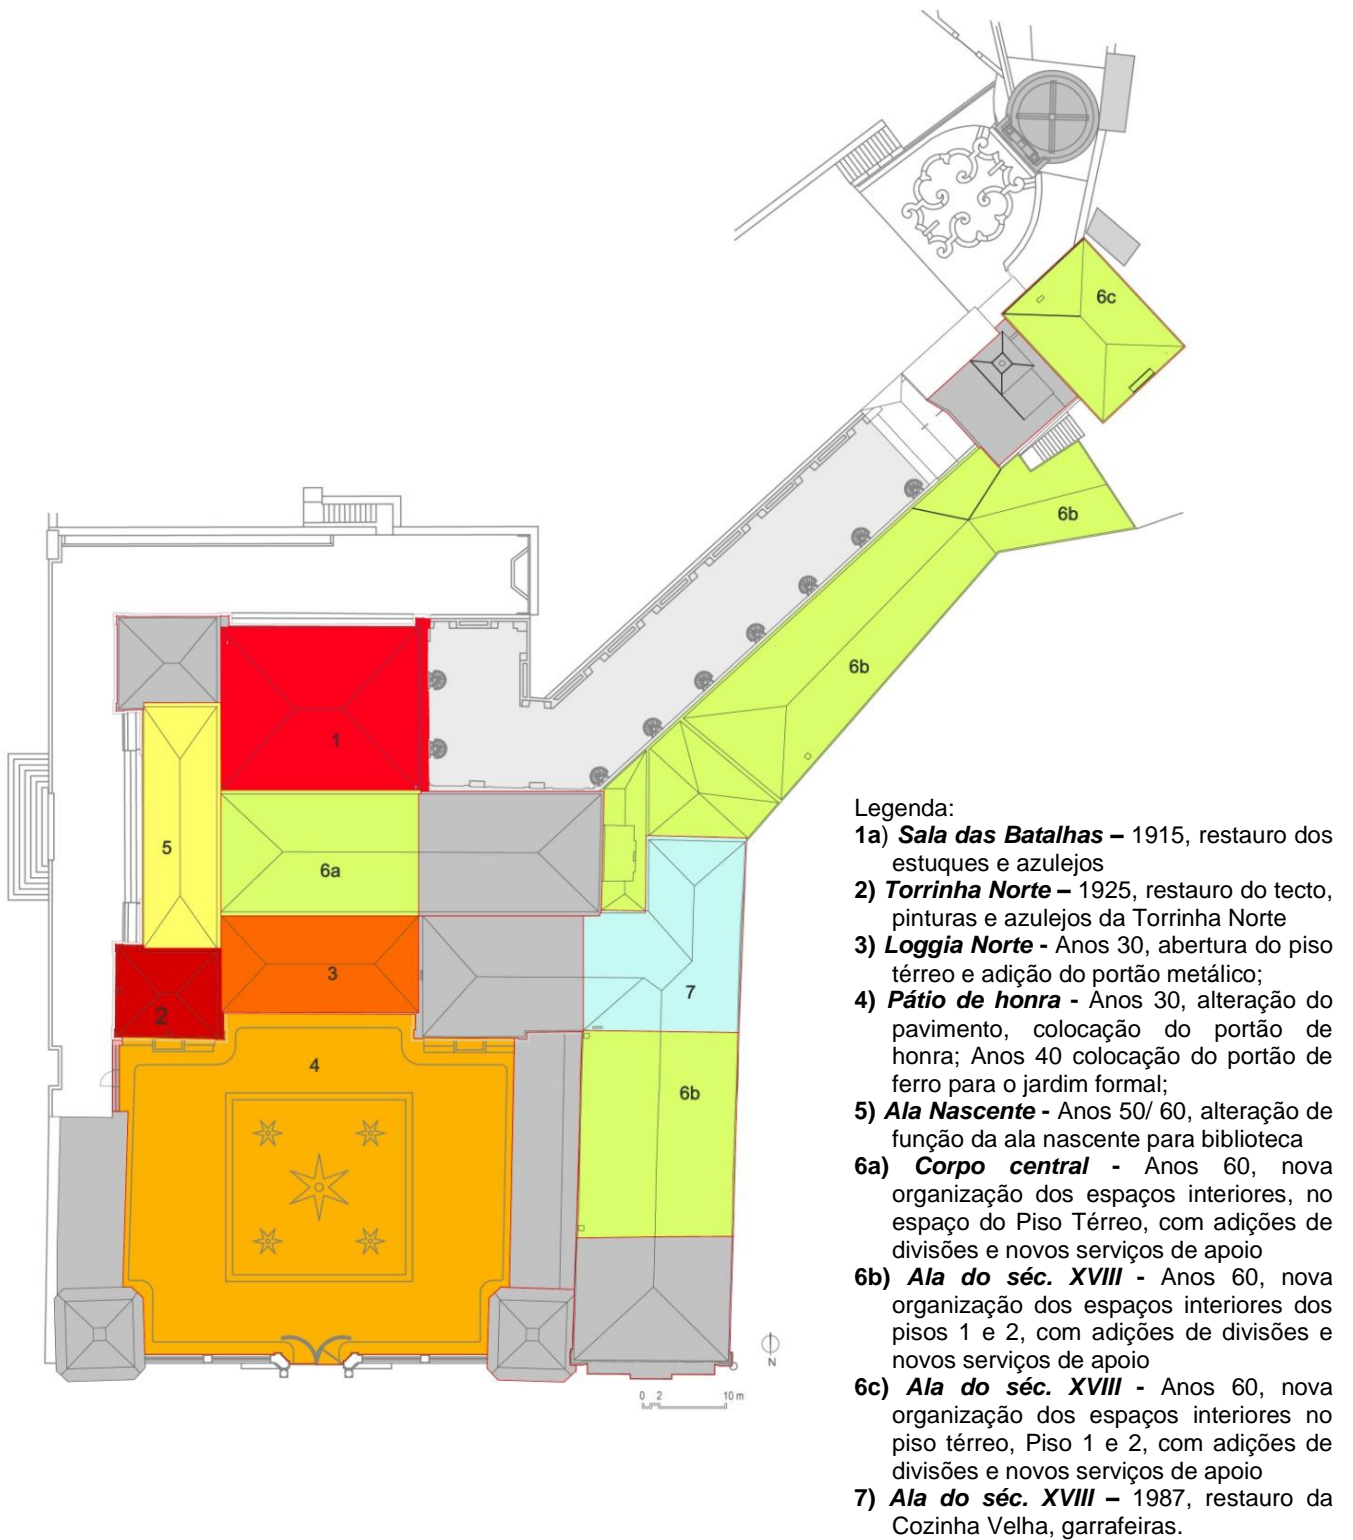 6c
6b
6b
1
5
6a
3
7
2
4
6b
N
0 2 10 m
Legenda:
1a) Sala das Batalhas – 1915, restauro dos
estuques e azulejos
2) Torrinha Norte – 1925, restauro do tecto,
pinturas e azulejos da Torrinha Norte
3) Loggia Norte - Anos 30, abertura do piso
térreo e adição do portão metálico;
4) Pátio de honra - Anos 30, alteração do
pavimento, colocação do portão de
honra; Anos 40 colocação do portão de
ferro para o jardim formal;
5) Ala Nascente - Anos 50/ 60, alteração de
função da ala nascente para biblioteca
6a) Corpo central - Anos 60, nova
organização dos espaços interiores, no
espaço do Piso Térreo, com adições de
divisões e novos serviços de apoio
6b) Ala do séc. XVIII - Anos 60, nova
organização dos espaços interiores dos
pisos 1 e 2, com adições de divisões e
novos serviços de apoio
6c) Ala do séc. XVIII - Anos 60, nova
organização dos espaços interiores no
piso térreo, Piso 1 e 2, com adições de
divisões e novos serviços de apoio
7) Ala do séc. XVIII – 1987, restauro da
Cozinha Velha, garrafeiras.